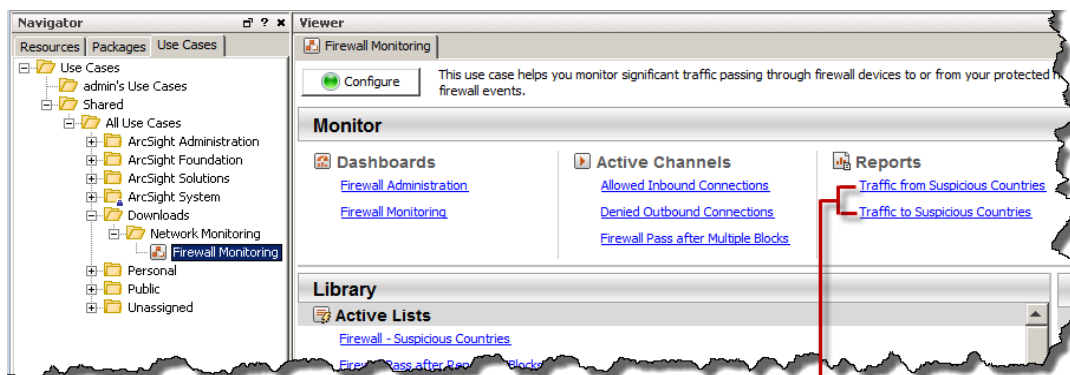 Navigator
Resources Packages Use Cases
Use Cases
admin's Use Cases
Shared
All Use Cases
ArcSight Administration
ArcSight Foundation
ArcSight Solutions
ArcSight System
Downloads
Network Monitoring
Firewall Monitoring
Personal
Public
Unassigned
Viewer
Firewall Monitoring
Configure
This use case helps you monitor significant traffic passing through firewall devices to or from your protected
firewall events.
Monitor
Dashboards
Firewall Administration
Firewall Monitoring
Active Channels
Allowed Inbound Connections
Denied Outbound Connections
Firewall Pass after Multiple Blocks
Reports
Traffic from Suspicious Countries
Traffic to Suspicious Countries
Library
Active Lists
Firewall - Suspicious Countries
Pass after Blocks